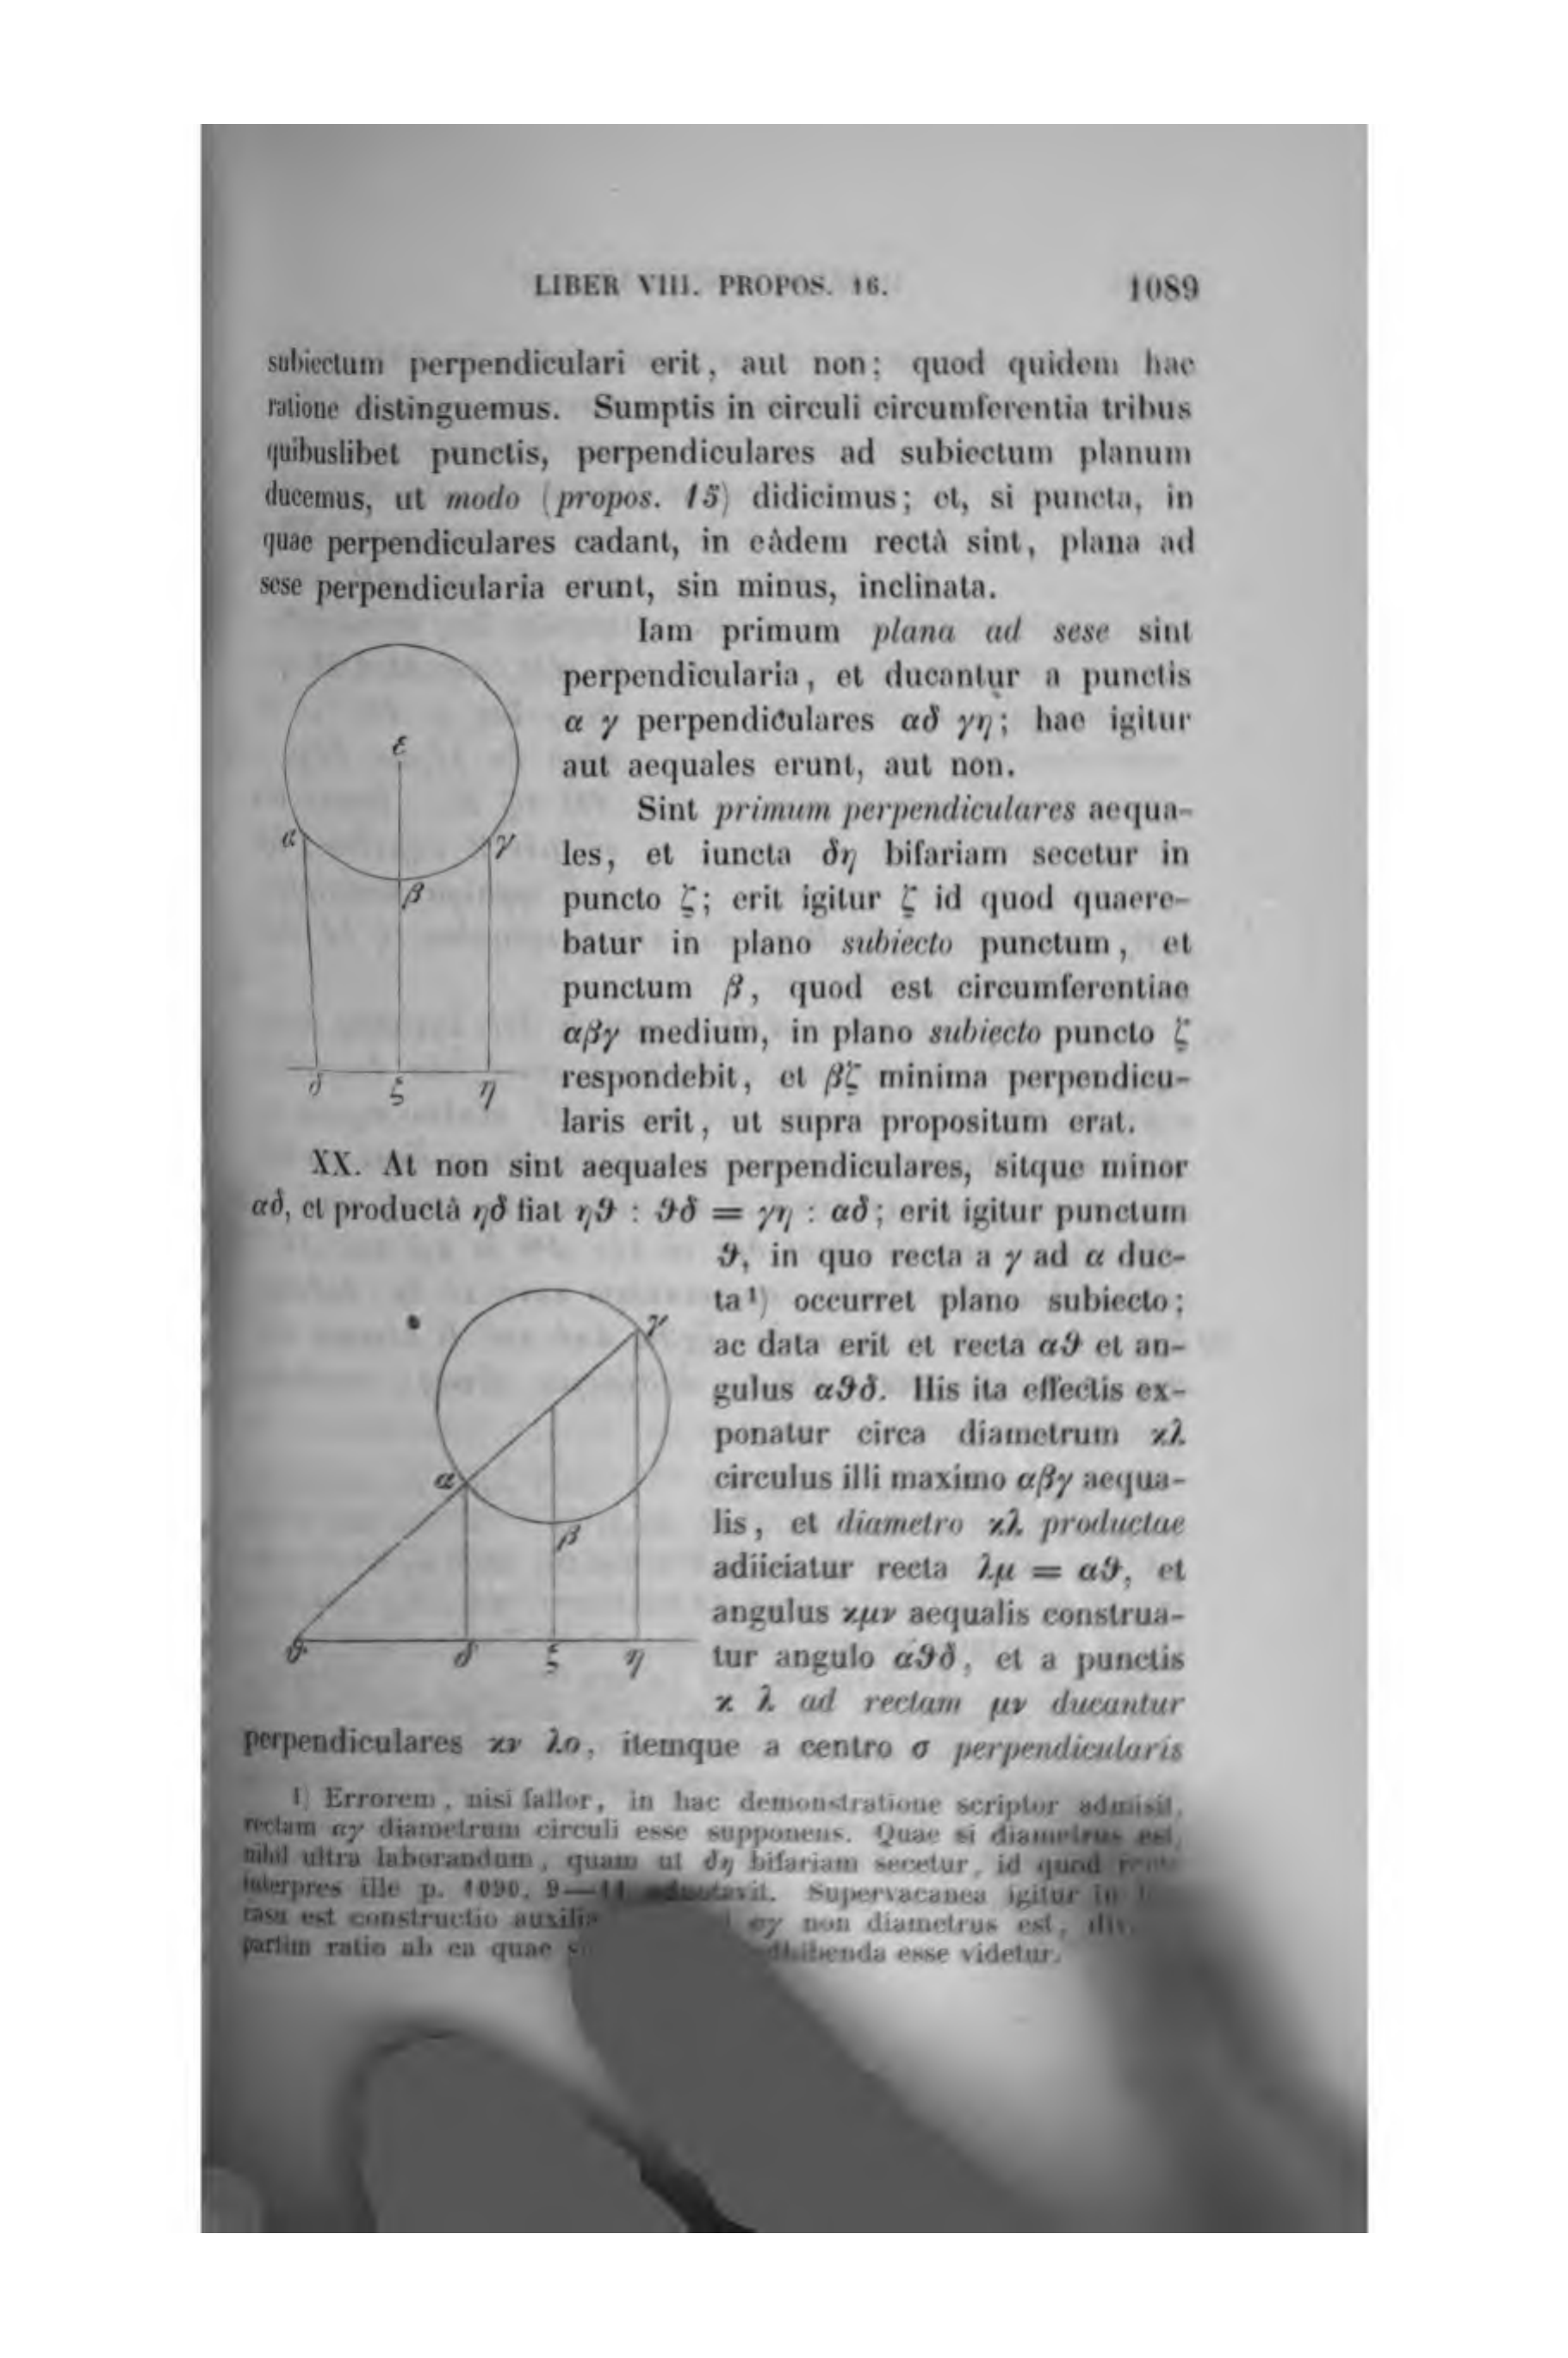 LIBER VIII. PROPOS. 16. 1089
subiectum perpendiculari erit, aut non; quod quidem hac
ratione distinguemus. Sumptis in circuli circumferentia tribus
quibuslibet punctis, perpendiculares ad subiectum planum
ducemus, ut modo (propos. 15) didicimus; et, si puncta, in
quae perpendiculares cadant, in eâdem rectâ sint, plana ad
sese perpendicularia erunt, sin minus, inclinata.
Iam primum plana ad sese sint
perpendicularia, et ducantur a punctis
α γ perpendiculares αδ γη; hae igitur
aut aequales erunt, aut non.
Sint primum perpendiculares aequa-
les, et iuncta δη bifariam secetur in
puncto ζ; erit igitur ζ id quod quaere-
batur in plano subiecto punctum, et
punctum β, quod est circumferentiae
αβγ medium, in plano subiecto puncto ζ
respondebit, et βζ minima perpendicu-
laris erit, ut supra propositum erat.
ε
α γ
β
δ ζ η
XX. At non sint aequales perpendiculares, sitque minor
αδ, et productâ ηδ fiat ηϑ : ϑδ = γη : αδ; erit igitur punctum
ϑ, in quo recta a γ ad α duc-
ta 1) occurret plano subiecto;
ac data erit et recta αϑ et an-
gulus αϑδ. His ita effectis ex-
ponatur circa diametrum κλ
circulus illi maximo αβγ aequa-
lis, et diametro κλ productae
adiiciatur recta λμ = αϑ, et
angulus κμν aequalis construa-
tur angulo αϑδ, et a punctis
κ λ ad rectam μν ducantur
γ
α
β
ϑ δ ξ η
perpendiculares κν λο, itemque a centro σ perpendicularis
1) Errorem, nisi fallor, in hac demonstratione scriptor admisit,
rectam αγ diametrum circuli esse supponens. Quae si diametrus est,
nihil ultra laborandum, quam ut δη bifariam secetur, id quod
interpres ille p. 1090, 9—11 Supervacanea igitur in
casu est constructio γ non diametrus est,
partim ratio ab ea quae esse videtur.